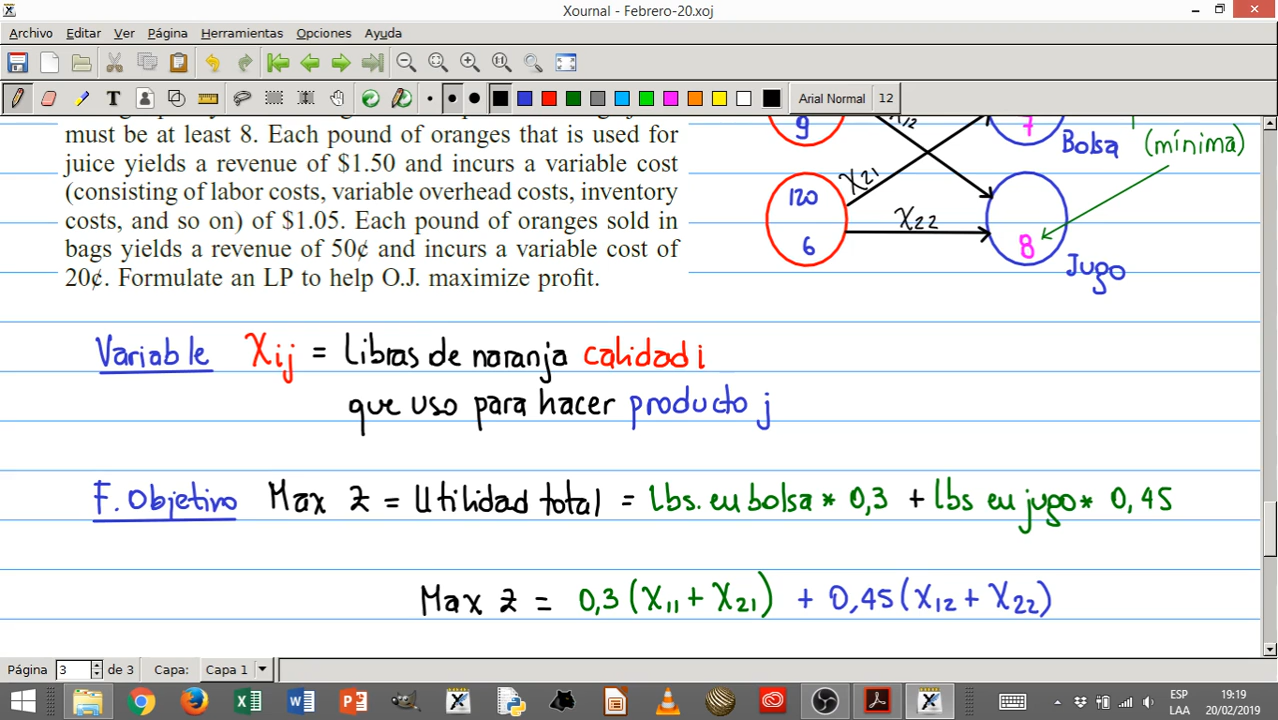 Xournal - Febrero-20.xoj
Archivo Editar Ver Página Herramientas Opciones Ayuda
Arial Normal 12
must be at least 8. Each pound of oranges that is used for
juice yields a revenue of $1.50 and incurs a variable cost
(consisting of labor costs, variable overhead costs, inventory
costs, and so on) of $1.05. Each pound of oranges sold in
bags yields a revenue of 50¢ and incurs a variable cost of
20¢. Formulate an LP to help O.J. maximize profit.
9 X12 7 Bolsa (mínima)
X21
120 X22
6 8 Jugo
Variable Xij = Libras de naranja calidad i
que uso para hacer producto j
F. Objetivo Max Z = Utilidad total = Lbs. en bolsa * 0,3 + lbs en jugo * 0,45
Max Z = 0,3 (X11 + X21) + 0,45 (X12 + X22)
Página 3 de 3 Capa: Capa 1
ESP 19:19
LAA 20/02/2019